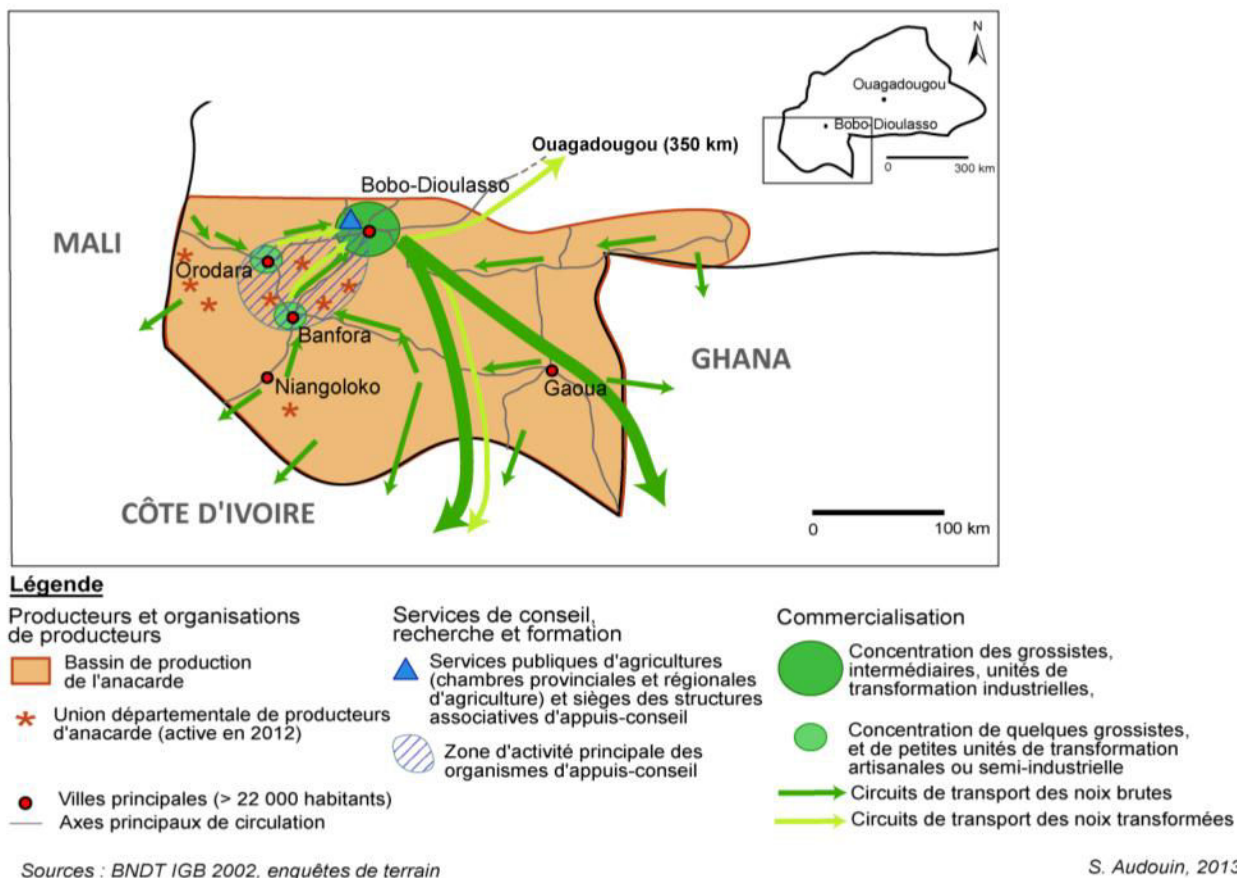 N
Ouagadougou
Bobo-Dioulasso
0 300 km
Ouagadougou (350 km)
Bobo-Dioulasso
MALI
Orodara
Banfora
GHANA
Niangoloko
Gaoua
CÔTE D'IVOIRE
0 100 km
Légende
Producteurs et organisations
de producteurs
Bassin de production
de l'anacarde
Union départementale de producteurs
d'anacarde (active en 2012)
Villes principales (> 22 000 habitants)
Axes principaux de circulation
Services de conseil,
recherche et formation
Services publiques d'agricultures
(chambres provinciales et régionales
d'agriculture) et sièges des structures
associatives d'appuis-conseil
Zone d'activité principale des
organismes d'appuis-conseil
Commercialisation
Concentration des grossistes,
intermédiaires, unités de
transformation industrielles,
Concentration de quelques grossistes,
et de petites unités de transformation
artisanales ou semi-industrielle
Circuits de transport des noix brutes
Circuits de transport des noix transformées
Sources : BNDT IGB 2002, enquêtes de terrain
S. Audouin, 2013